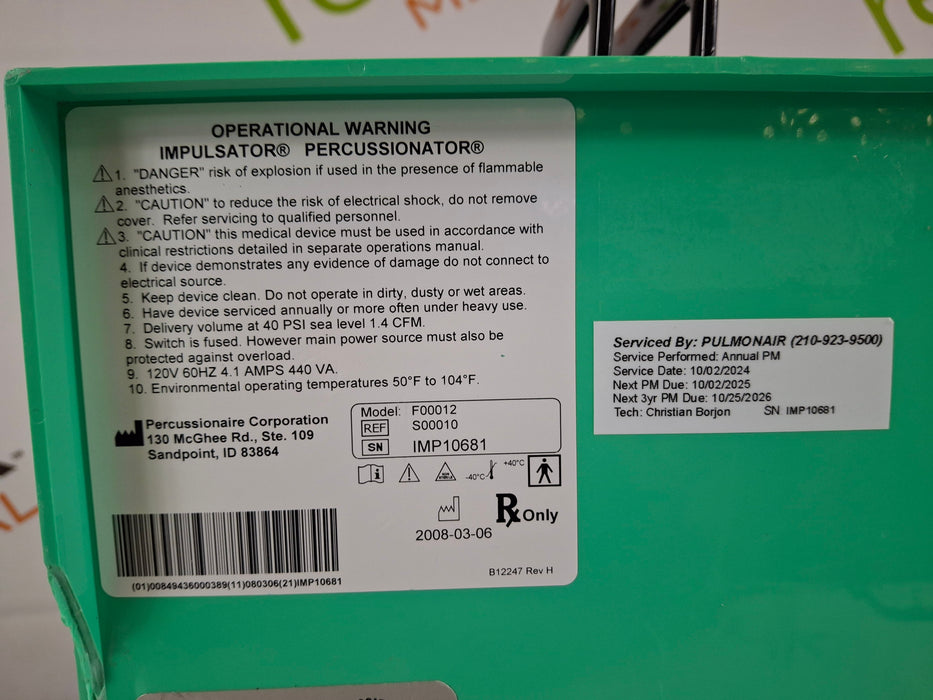 OPERATIONAL WARNING
IMPULSATOR® PERCUSSIONATOR®
1. "DANGER" risk of explosion if used in the presence of flammable
anesthetics.
2. "CAUTION" to reduce the risk of electrical shock, do not remove
cover. Refer servicing to qualified personnel.
3. "CAUTION" this medical device must be used in accordance with
clinical restrictions detailed in separate operations manual.
4. If device demonstrates any evidence of damage do not connect to
electrical source.
5. Keep device clean. Do not operate in dirty, dusty or wet areas.
6. Have device serviced annually or more often under heavy use.
7. Delivery volume at 40 PSI sea level 1.4 CFM.
8. Switch is fused. However main power source must also be
protected against overload.
9. 120V 60HZ 4.1 AMPS 440 VA.
10. Environmental operating temperatures 50°F to 104°F.
Percussionaire Corporation
130 McGhee Rd., Ste. 109
Sandpoint, ID 83864
Model: F00012
REF S00010
SN IMP10681
-40°C +40°C
2008-03-06
Rx Only
(01)00849436000389(11)080306(21)IMP10681
B12247 Rev H
Serviced By: PULMONAIR (210-923-9500)
Service Performed: Annual PM
Service Date: 10/02/2024
Next PM Due: 10/02/2025
Next 3yr PM Due: 10/25/2026
Tech: Christian Borjon SN IMP10681